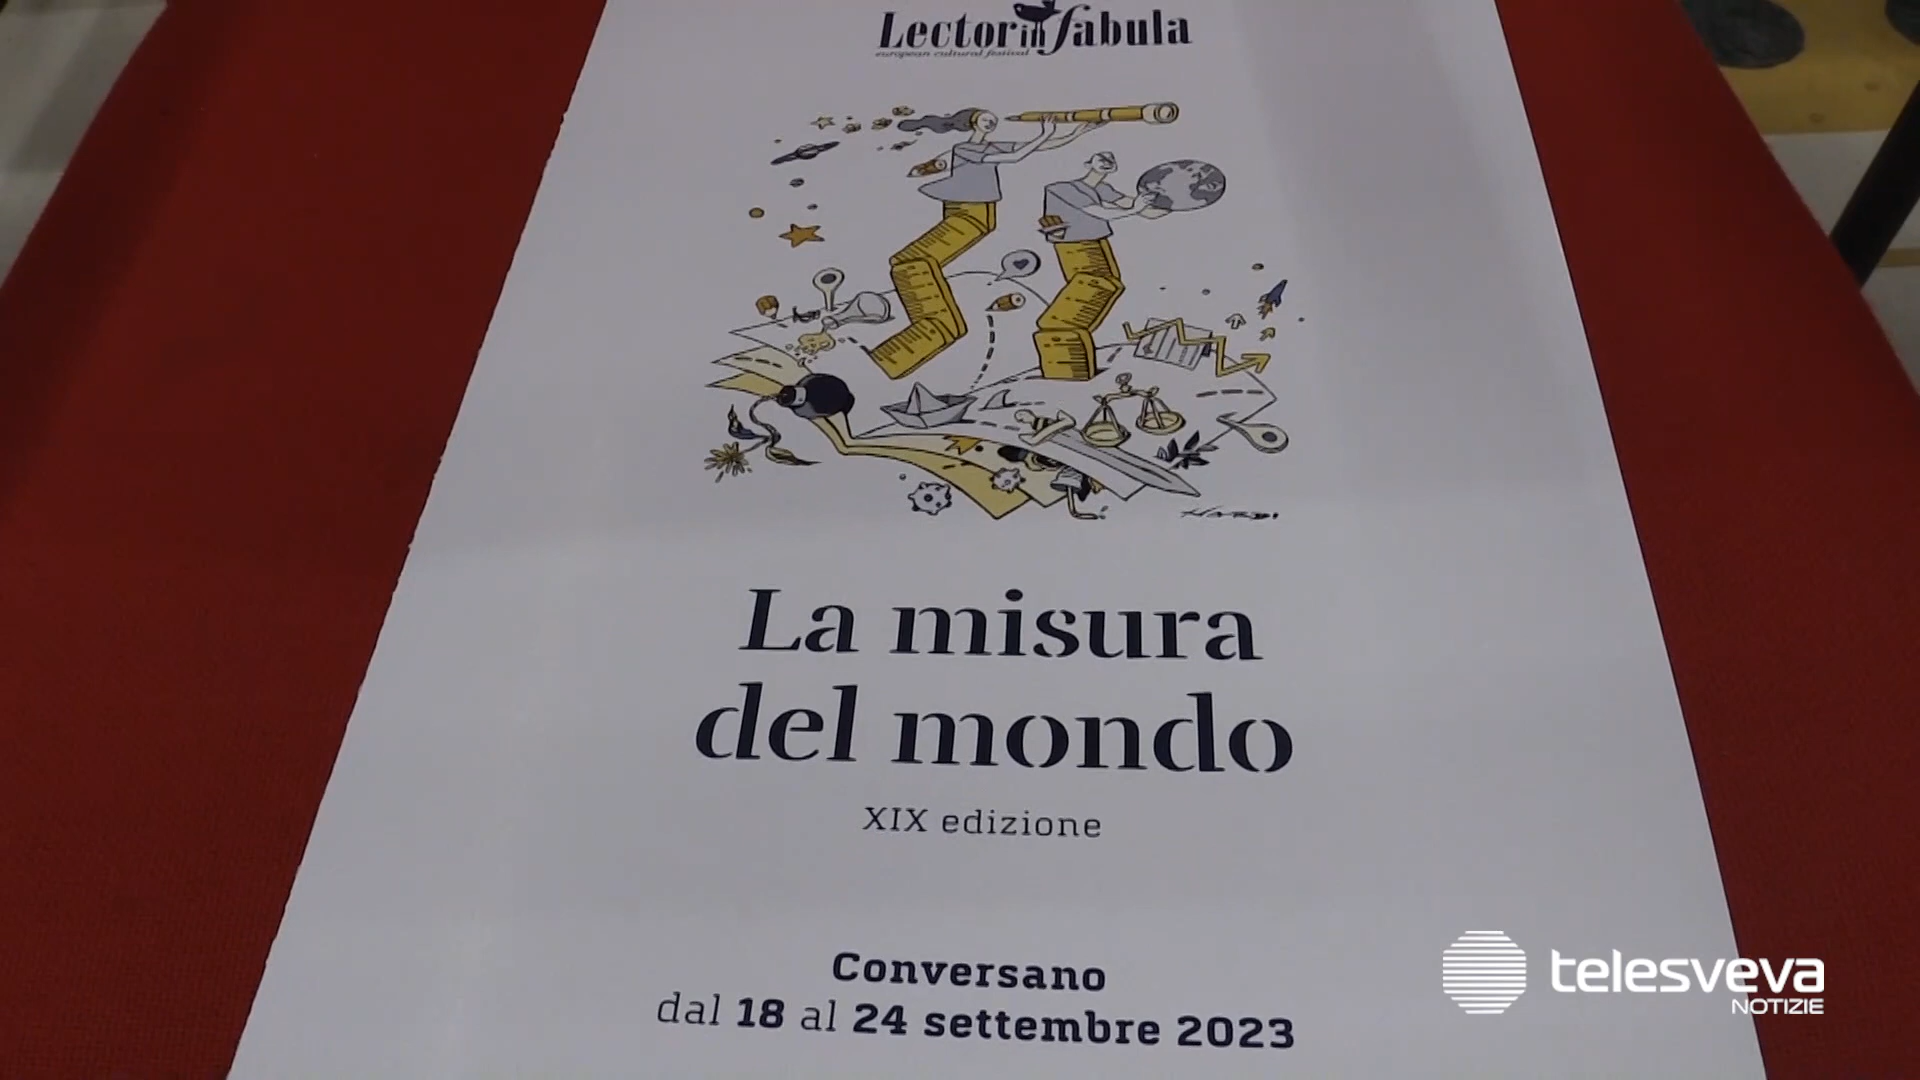 Lector in fabula
european cultural festival
La misura
del mondo
XIX edizione
Conversano
dal 18 al 24 settembre 2023
telesveva
NOTIZIE